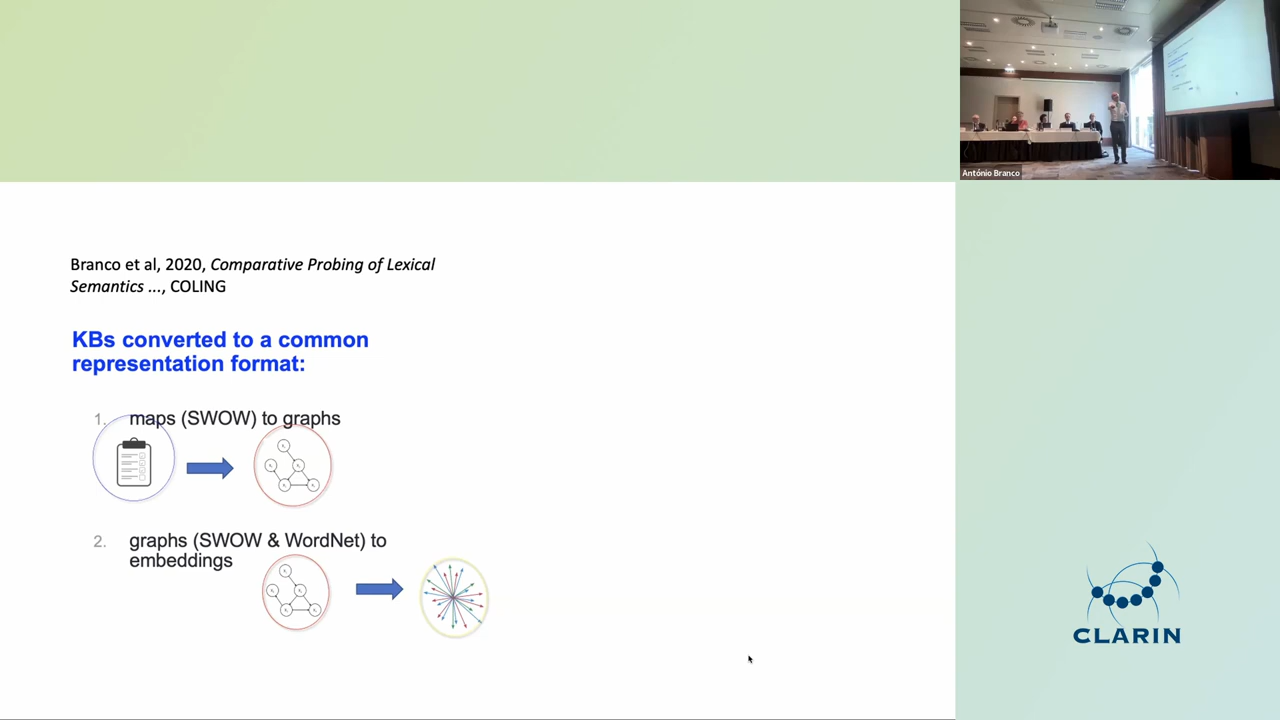 António Branco
Branco et al, 2020, Comparative Probing of Lexical
Semantics ..., COLING
KBs converted to a common
representation format:
1. maps (SWOW) to graphs
2. graphs (SWOW & WordNet) to
embeddings
CLARIN